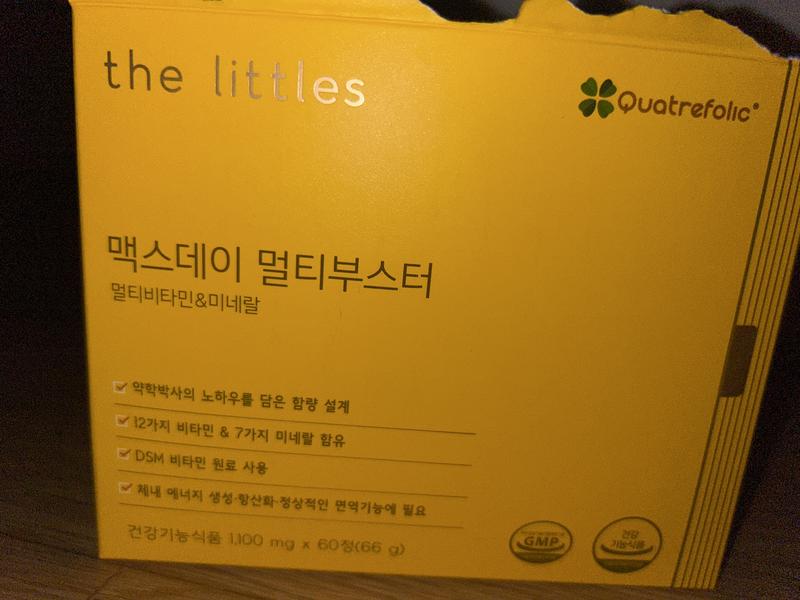 the littles
Quatrefolic®
맥스데이 멀티부스터
멀티비타민&미네랄
약학박사의 노하우를 담은 함량 설계
12가지 비타민 & 7가지 미네랄 함유
DSM 비타민 원료 사용
체내 에너지 생성·항산화·정상적인 면역기능에 필요
건강기능식품 1,100 mg x 60정(66 g)
GMP
건강
기능식품